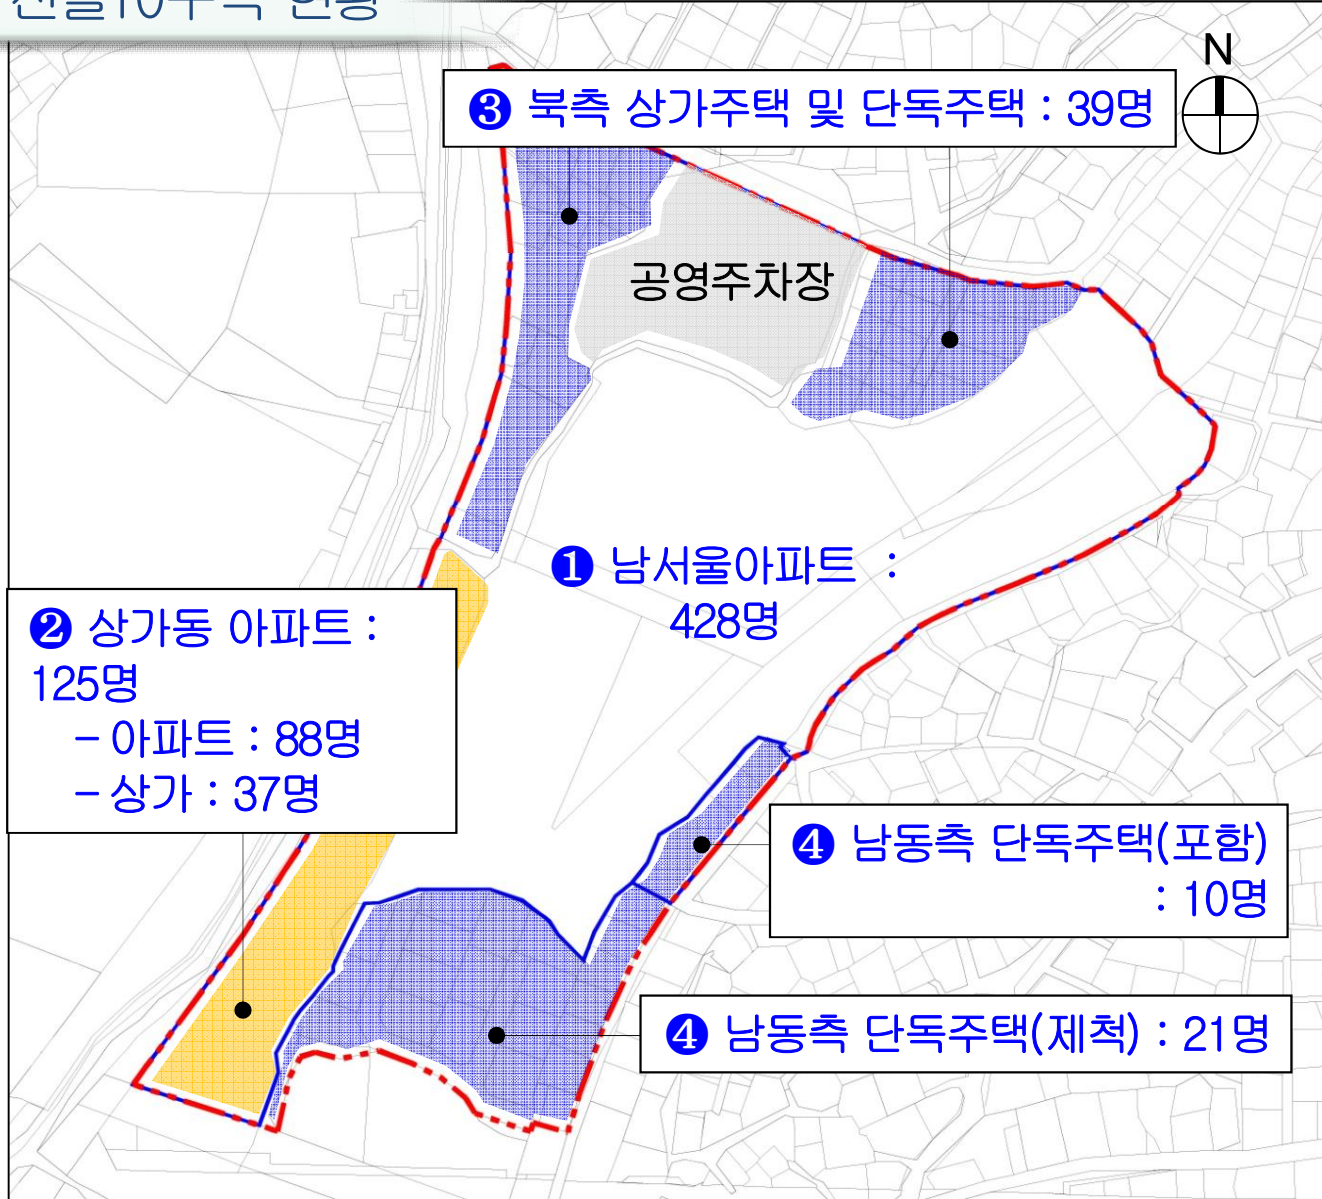 N
❸ 북측 상가주택 및 단독주택 : 39명
공영주차장
❶ 남서울아파트 :
428명
❷ 상가동 아파트 :
125명
– 아파트 : 88명
– 상가 : 37명
❹ 남동측 단독주택(포함)
: 10명
❹ 남동측 단독주택(제척) : 21명